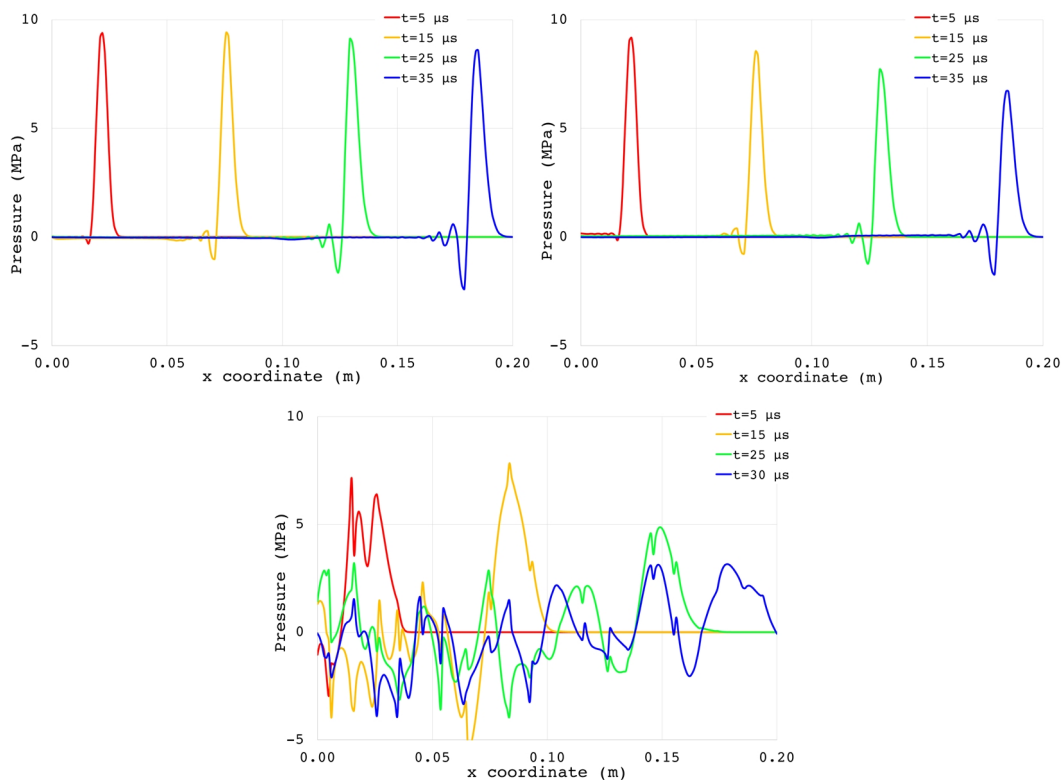 10
5
0
−5
Pressure (MPa)
0.00
0.05
0.10
0.15
0.20
x coordinate (m)
t=5 μs
t=15 μs
t=25 μs
t=35 μs
10
5
0
−5
Pressure (MPa)
0.00
0.05
0.10
0.15
0.20
x coordinate (m)
t=5 μs
t=15 μs
t=25 μs
t=35 μs
10
5
0
−5
Pressure (MPa)
0.00
0.05
0.10
0.15
0.20
x coordinate (m)
t=5 μs
t=15 μs
t=25 μs
t=30 μs